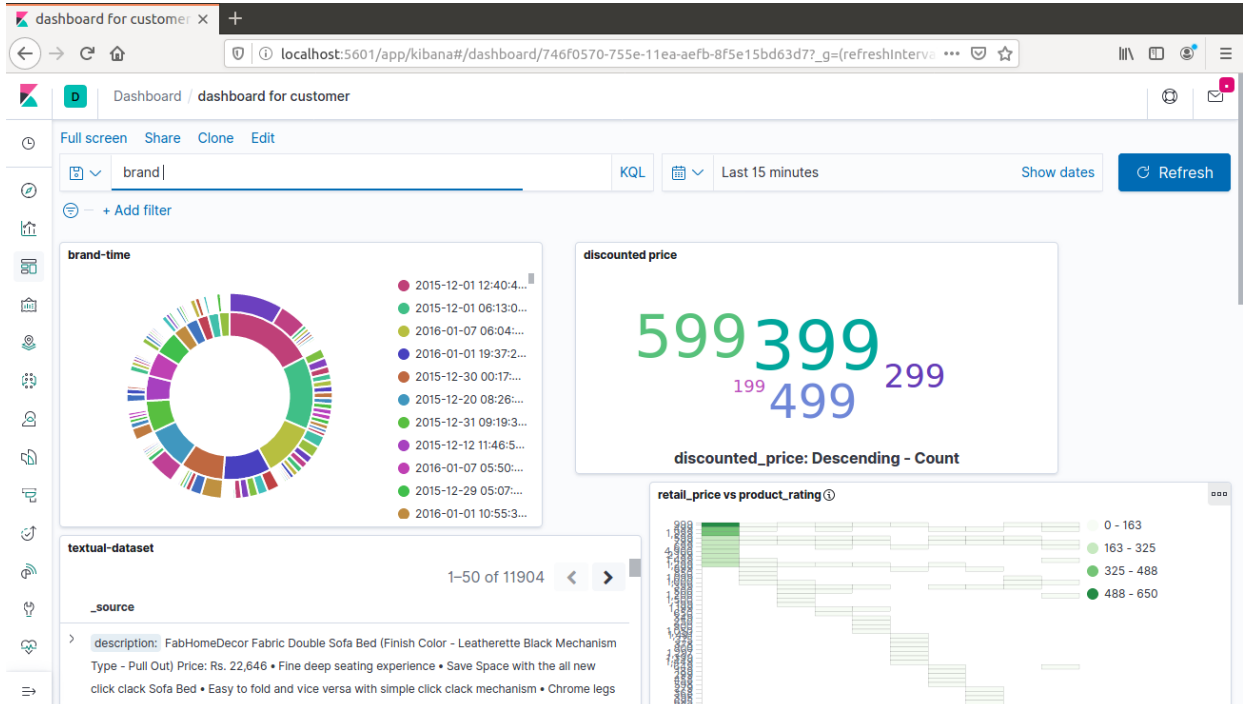 dashboard for customer
localhost:5601/app/kibana#/dashboard/746f0570-755e-11ea-aefb-8f5e15bd63d7?_g=(refreshInterva
D Dashboard / dashboard for customer
Full screen Share Clone Edit
brand KQL Last 15 minutes Show dates Refresh
+ Add filter
brand-time
2015-12-01 12:40:4...
2015-12-01 06:13:0...
2016-01-07 06:04:...
2016-01-01 19:37:2...
2015-12-30 00:17:...
2015-12-20 08:26:...
2015-12-31 09:19:3...
2015-12-12 11:46:5...
2016-01-07 05:50:...
2015-12-29 05:07:...
2016-01-01 10:55:3...
discounted price
599 399 299
199 499
discounted_price: Descending - Count
textual-dataset
1–50 of 11904
_source
description: FabHomeDecor Fabric Double Sofa Bed (Finish Color - Leatherette Black Mechanism
Type - Pull Out) Price: Rs. 22,646 • Fine deep seating experience • Save Space with the all new
click clack Sofa Bed • Easy to fold and vice versa with simple click clack mechanism • Chrome legs
retail_price vs product_rating
0 - 163
163 - 325
325 - 488
488 - 650